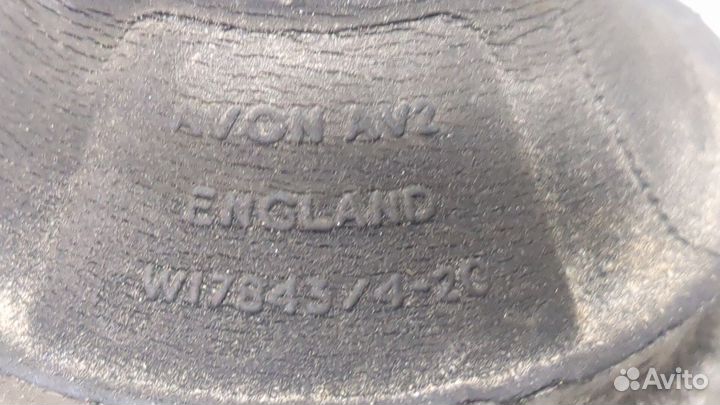 AVON AV2
ENGLAND
W17843/4-2C
Avito